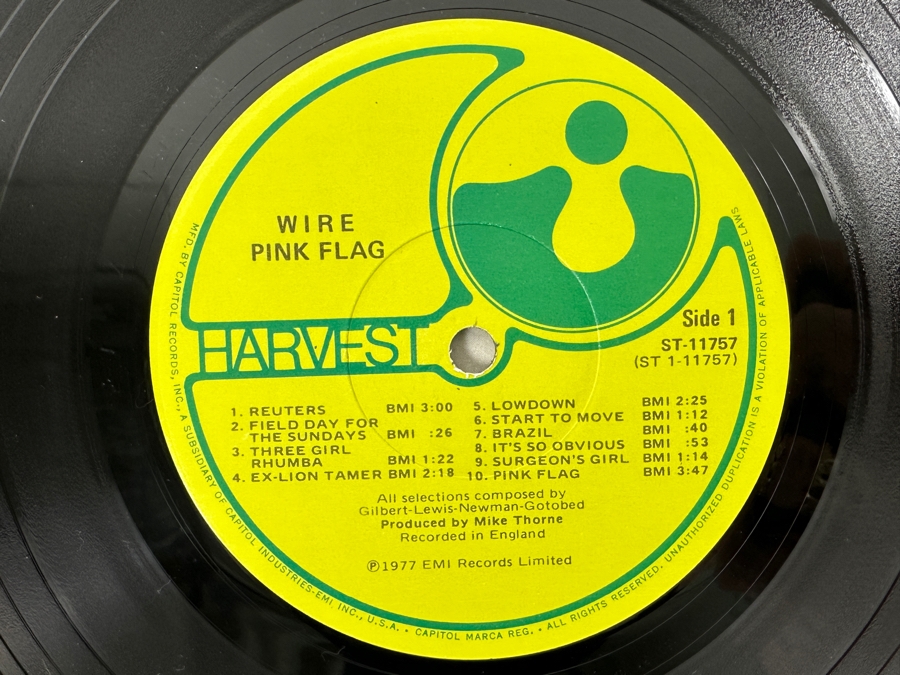 WIRE
PINK FLAG
HARVEST
Side 1
ST-11757
(ST 1-11757)
1. REUTERS BMI 3:00
2. FIELD DAY FOR
THE SUNDAYS BMI :26
3. THREE GIRL
RHUMBA BMI 1:22
4. EX-LION TAMER BMI 2:18
5. LOWDOWN BMI 2:25
6. START TO MOVE BMI 1:12
7. BRAZIL BMI :40
8. IT'S SO OBVIOUS BMI :53
9. SURGEON'S GIRL BMI 1:14
10. PINK FLAG BMI 3:47
All selections composed by
Gilbert-Lewis-Newman-Gotobed
Produced by Mike Thorne
Recorded in England
℗1977 EMI Records Limited
MFD. BY CAPITOL RECORDS, INC., A SUBSIDIARY OF CAPITOL INDUSTRIES-EMI, INC., U.S.A. • CAPITOL MARCA REG. • ALL RIGHTS RESERVED. UNAUTHORIZED DUPLICATION IS A VIOLATION OF APPLICABLE LAWS